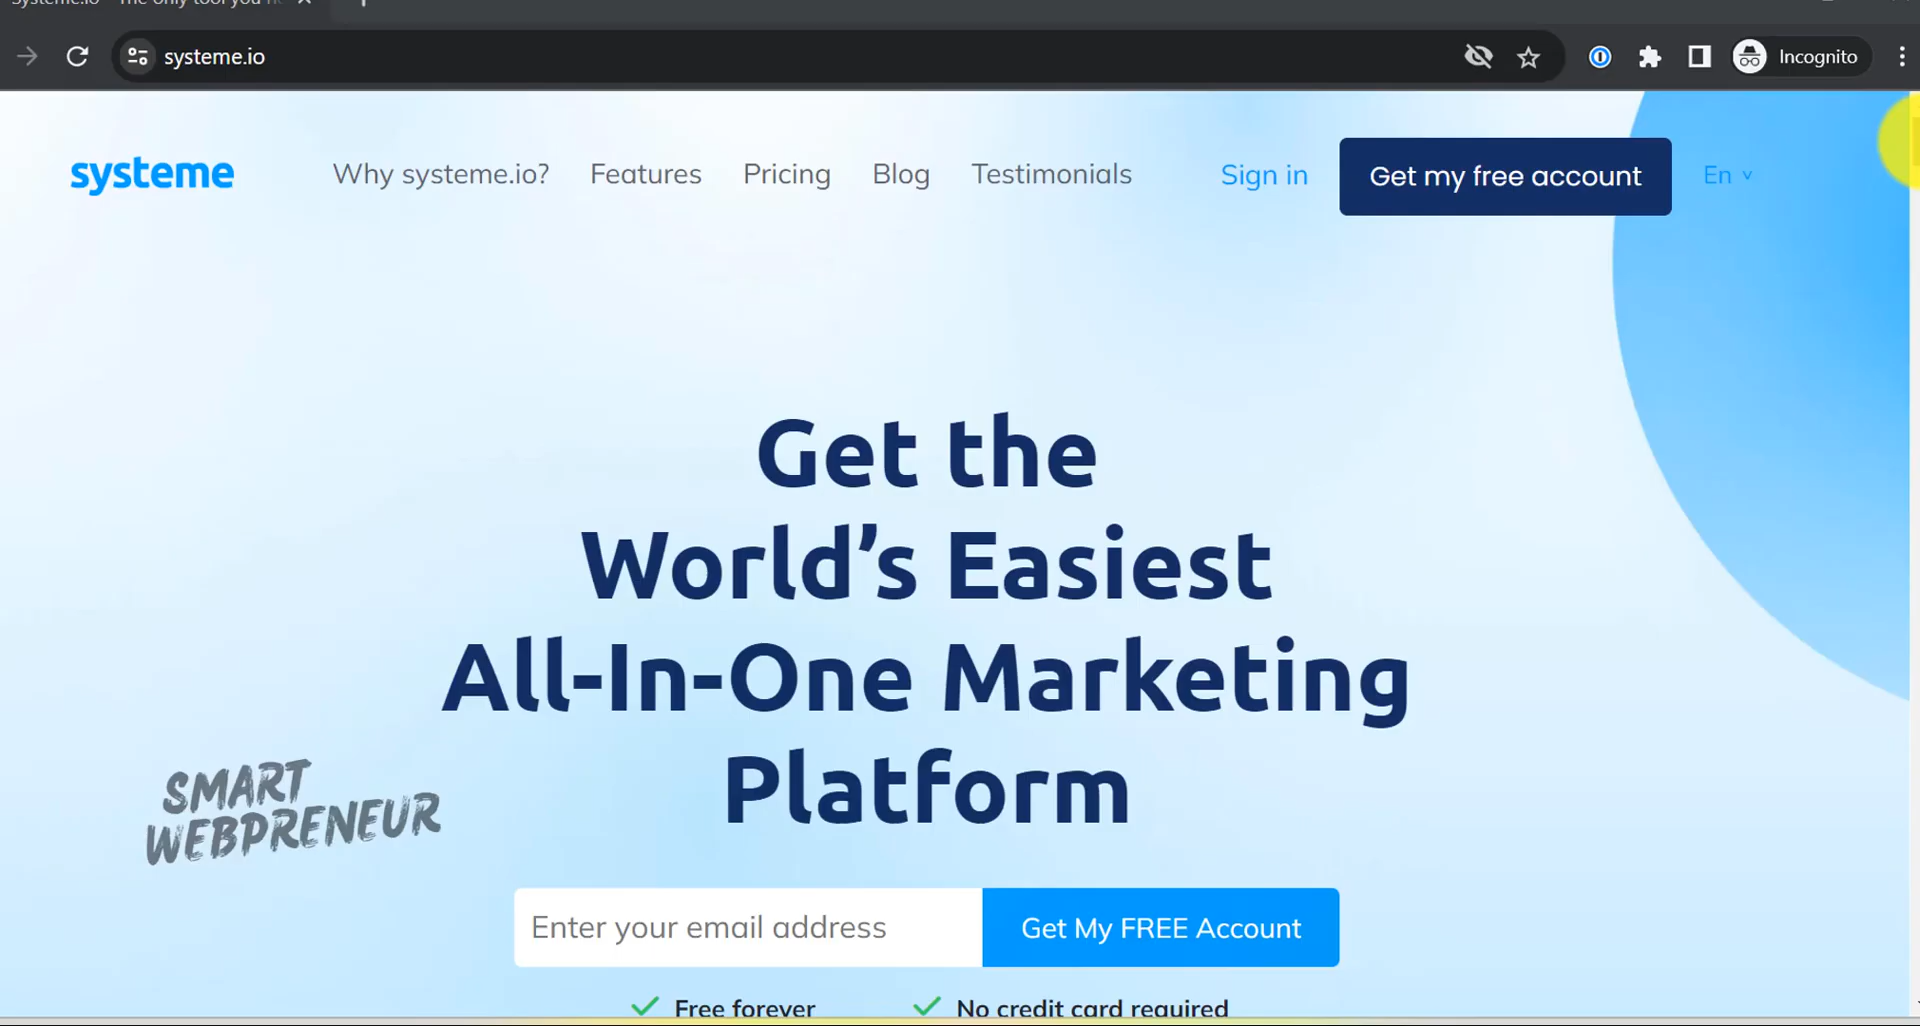 systeme.io
Incognito
systeme
Why systeme.io?
Features
Pricing
Blog
Testimonials
Sign in
Get my free account
En
Get the
World’s Easiest
All-In-One Marketing
Platform
SMART
WEBPRENEUR
Enter your email address
Get My FREE Account
Free forever
No credit card required